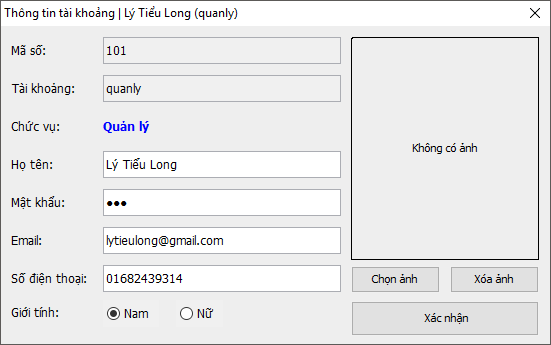 Thông tin tài khoảng | Lý Tiểu Long (quanly)
Mã số: 101
Tài khoảng: quanly
Chức vụ: Quản lý
Họ tên: Lý Tiểu Long
Mật khẩu: ●●●
Email: lytieulong@gmail.com
Số điện thoại: 01682439314
Giới tính: Nam Nữ
Không có ảnh
Chọn ảnh Xóa ảnh
Xác nhận